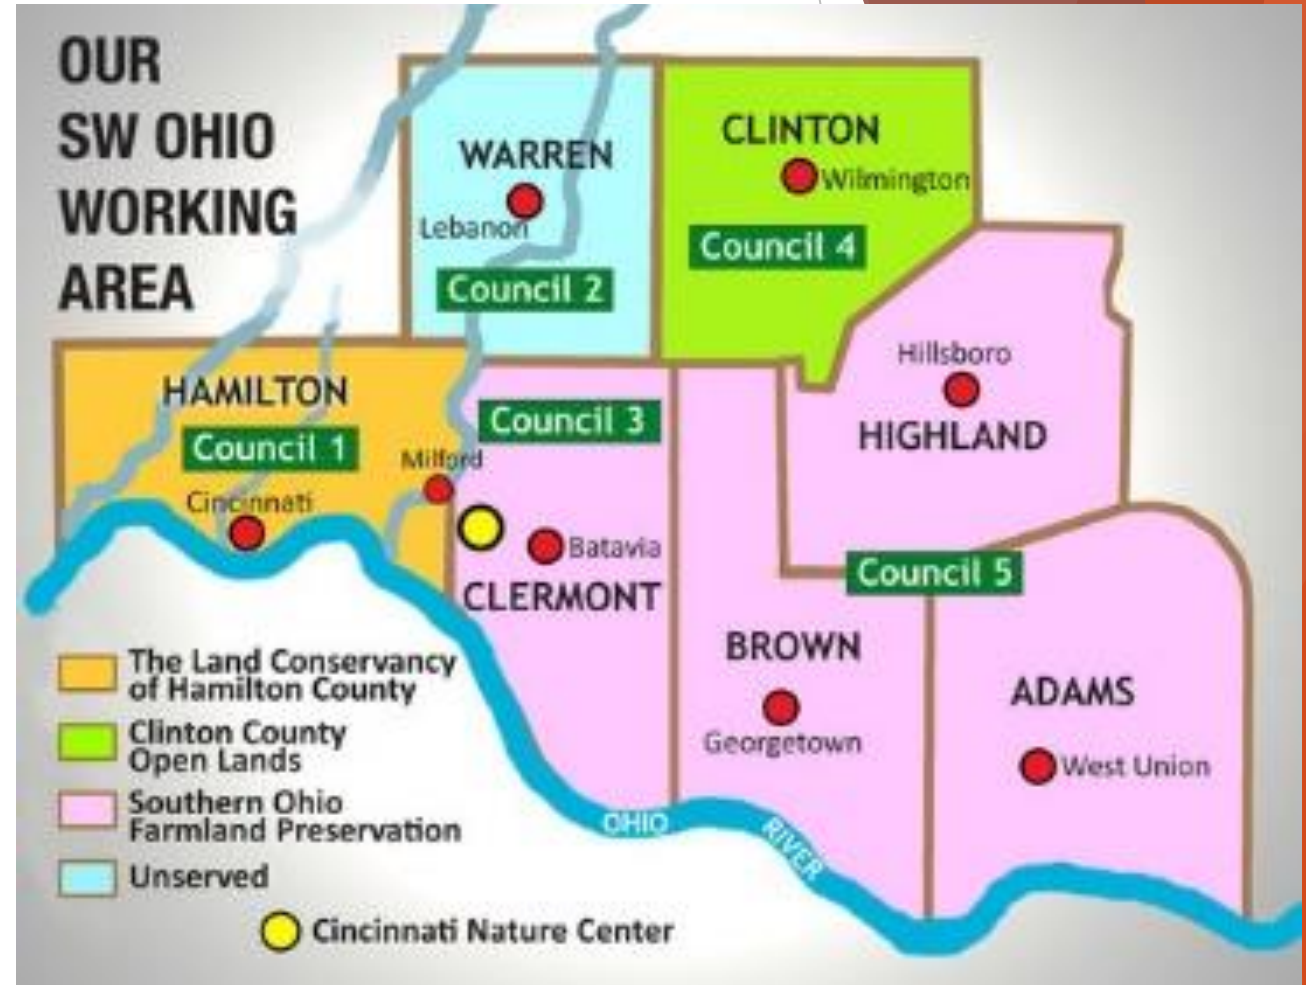 OUR
SW OHIO
WORKING
AREA
WARREN
Lebanon
Council 2
CLINTON
Wilmington
Council 4
HAMILTON
Council 1
Cincinnati
Milford
Council 3
Batavia
CLERMONT
Hillsboro
HIGHLAND
Council 5
BROWN
Georgetown
ADAMS
West Union
OHIO
RIVER
The Land Conservancy
of Hamilton County
Clinton County
Open Lands
Southern Ohio
Farmland Preservation
Unserved
Cincinnati Nature Center